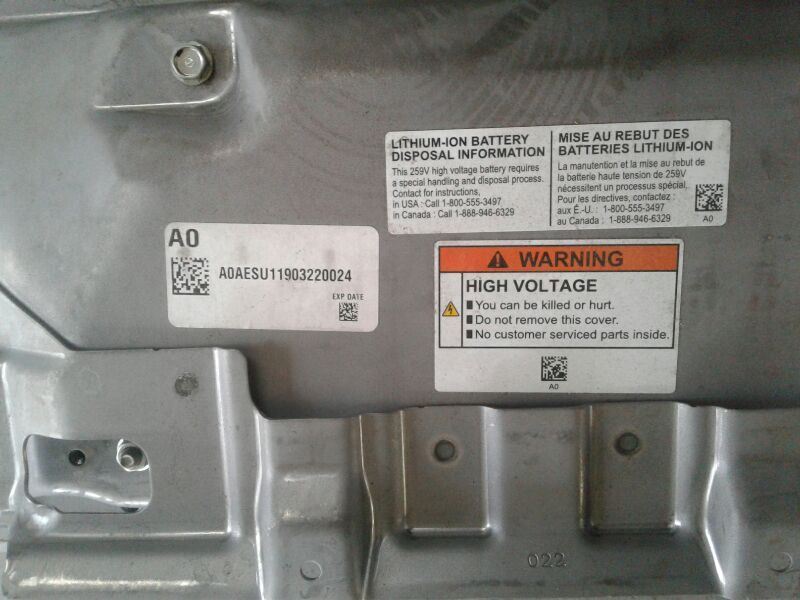 LITHIUM-ION BATTERY
DISPOSAL INFORMATION
This 259V high voltage battery requires
a special handling and disposal process.
Contact for instructions,
in USA : Call 1-800-555-3497
in Canada : Call 1-888-946-6329
MISE AU REBUT DES
BATTERIES LITHIUM-ION
La manutention et la mise au rebut de
la batterie haute tension de 259V
nécessitent un processus spécial.
Pour les directives, contactez :
aux É.-U. : 1-800-555-3497
au Canada : 1-888-946-6329
A0
A0
A0AESU11903220024
EXP DATE
WARNING
HIGH VOLTAGE
You can be killed or hurt.
Do not remove this cover.
No customer serviced parts inside.
A0
022